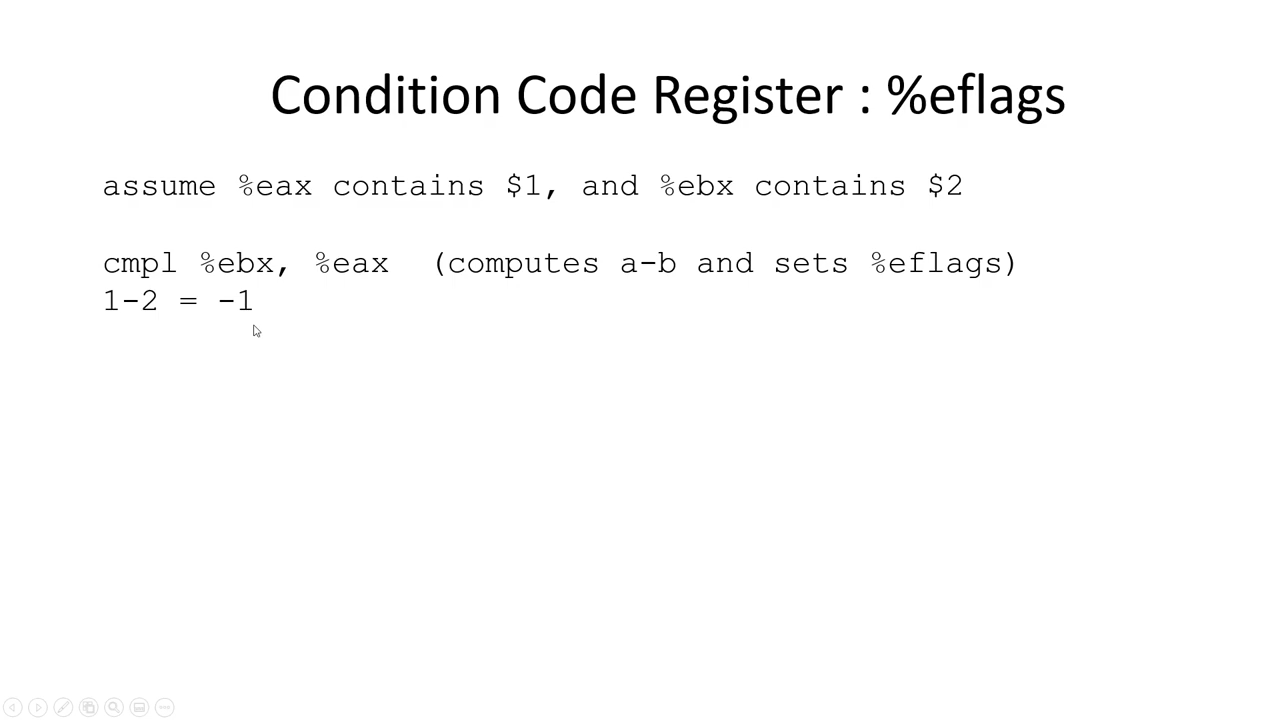 Condition Code Register : %eflags
assume %eax contains $1, and %ebx contains $2
cmpl %ebx, %eax (computes a-b and sets %eflags)
1-2 = -1